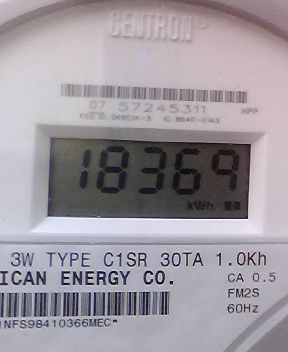 CENTRON®
07 57245311 HPP
18369
kWh
3W TYPE C1SR 30TA 1.0Kh
ICAN ENERGY CO. CA 0.5
FM2S
60Hz
NFS98410366MEC*